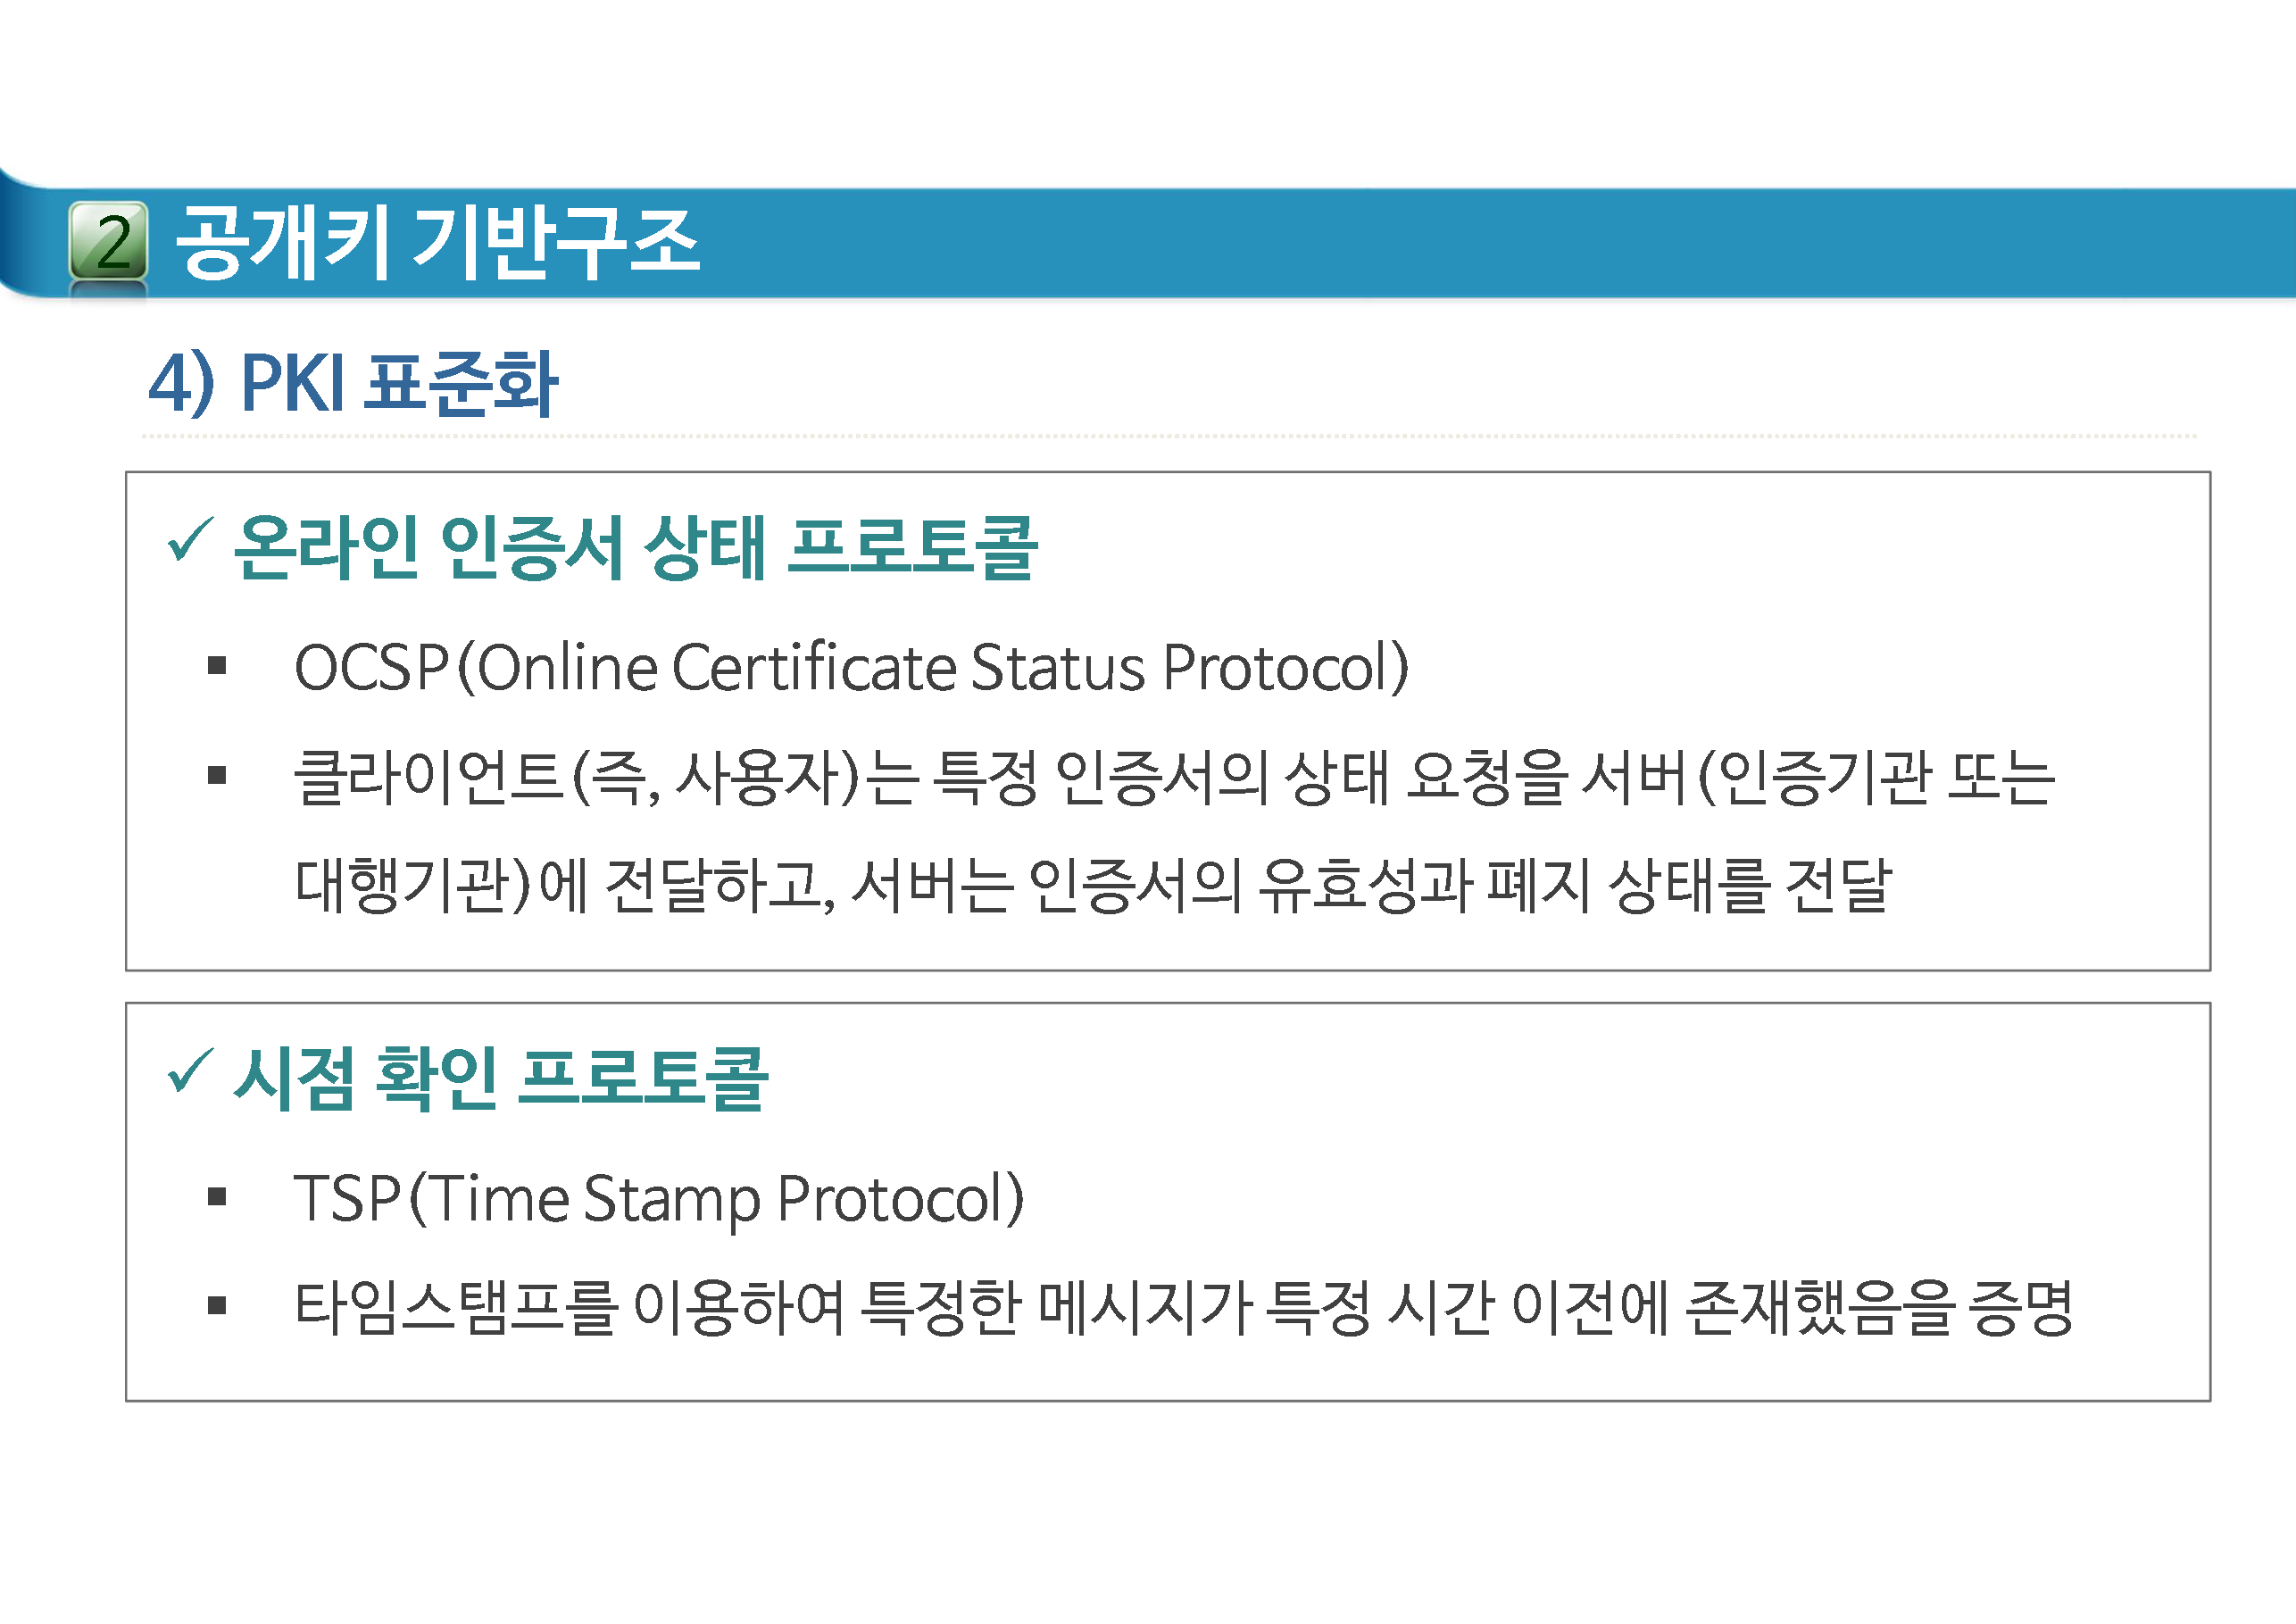 2 공개키 기반구조
4) PKI 표준화
✓ 온라인 인증서 상태 프로토콜
▪ OCSP(Online Certificate Status Protocol)
▪ 클라이언트(즉, 사용자)는 특정 인증서의 상태 요청을 서버(인증기관 또는
대행기관)에 전달하고, 서버는 인증서의 유효성과 폐지 상태를 전달
✓ 시점 확인 프로토콜
▪ TSP(Time Stamp Protocol)
▪ 타임스탬프를 이용하여 특정한 메시지가 특정 시간 이전에 존재했음을 증명